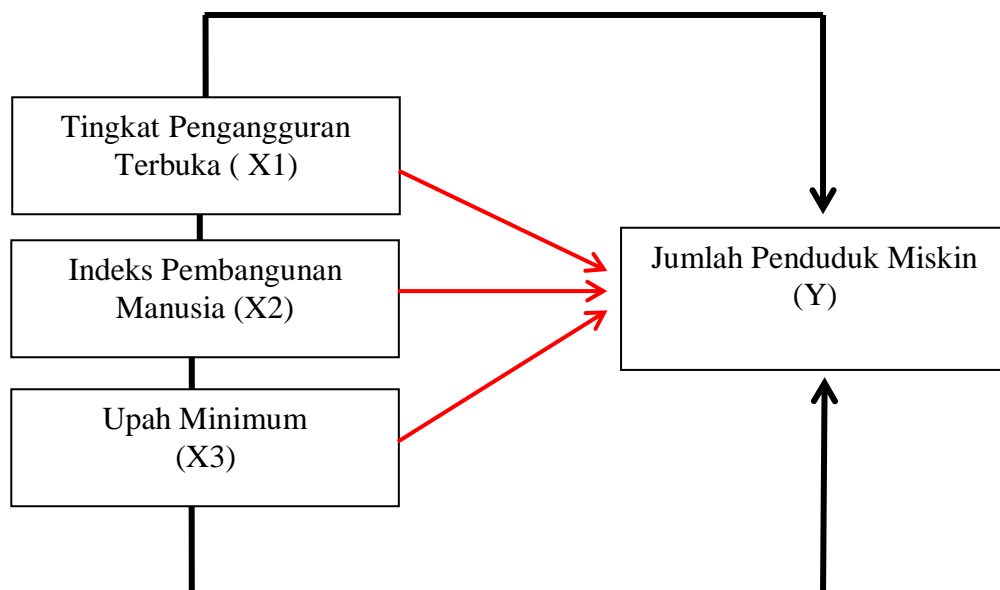 Tingkat Pengangguran
Terbuka ( X1)
Indeks Pembangunan
Manusia (X2)
Upah Minimum
(X3)
Jumlah Penduduk Miskin
(Y)